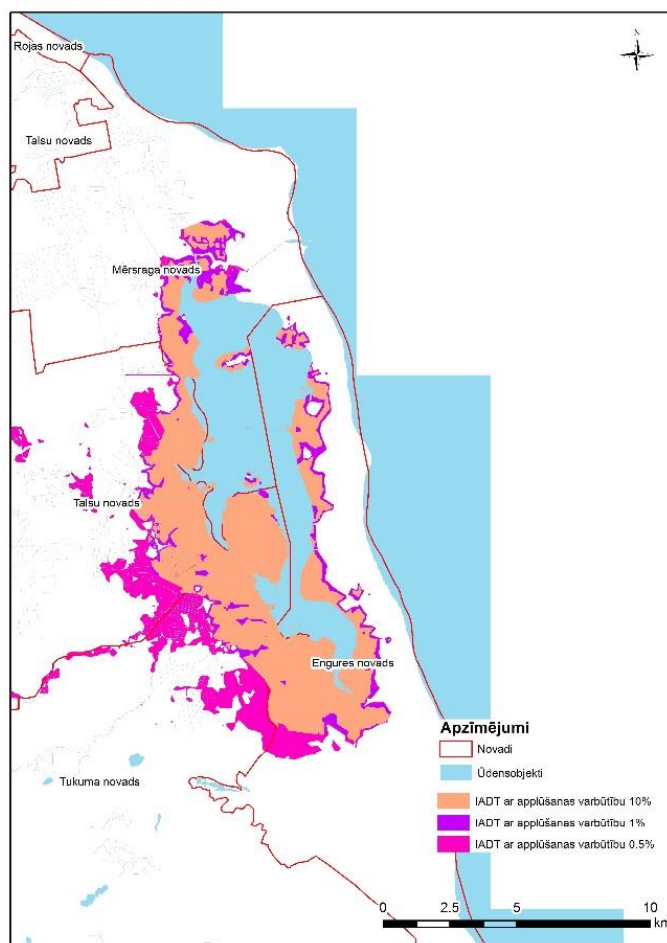 N
Rojas novads
Talsu novads
Mērsraga novads
Talsu novads
Engures novads
Tukuma novads
Apzīmējumi
Novadi
Ūdensobjekti
IADT ar applūšanas varbūtību 10%
IADT ar applūšanas varbūtību 1%
IADT ar applūšanas varbūtību 0.5%
0 2.5 5 10
km